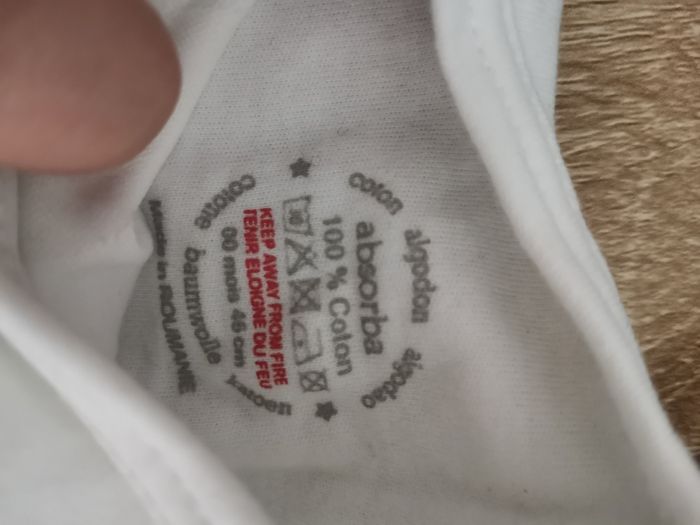 coton algodon algodao
absorba
100 % Coton
KEEP AWAY FROM FIRE
TENIR ELOIGNE DU FEU
00 mois 45 cm
cotone baumwolle katoen
Made in ROUMANIE